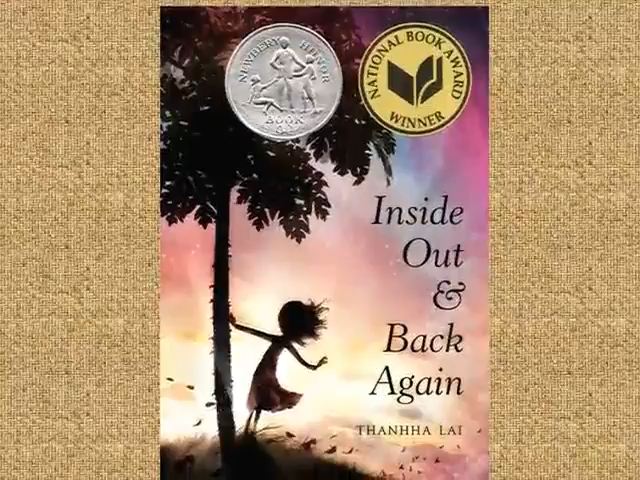 NEWBERY HONOR
BOOK
NATIONAL BOOK AWARD
WINNER
Inside
Out
&
Back
Again
THANHHA LAI